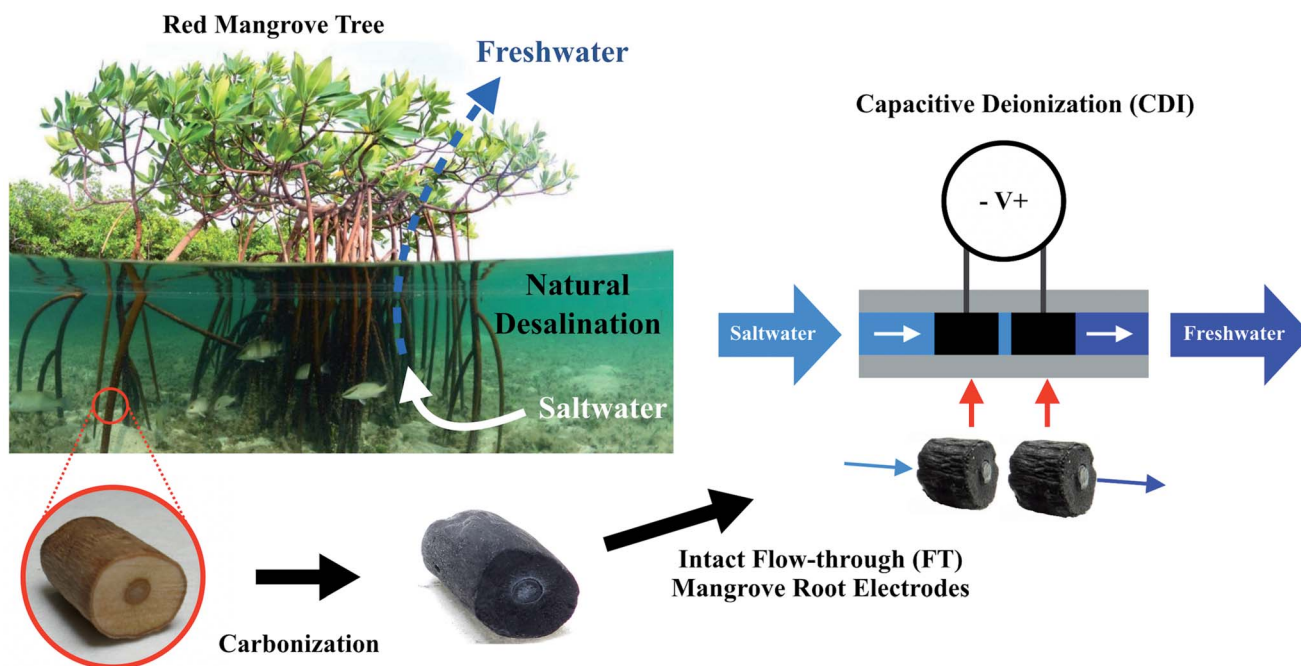 Red Mangrove Tree
Freshwater
Natural
Desalination
Saltwater
Carbonization
Intact Flow-through (FT)
Mangrove Root Electrodes
Capacitive Deionization (CDI)
- V+
Saltwater
Freshwater